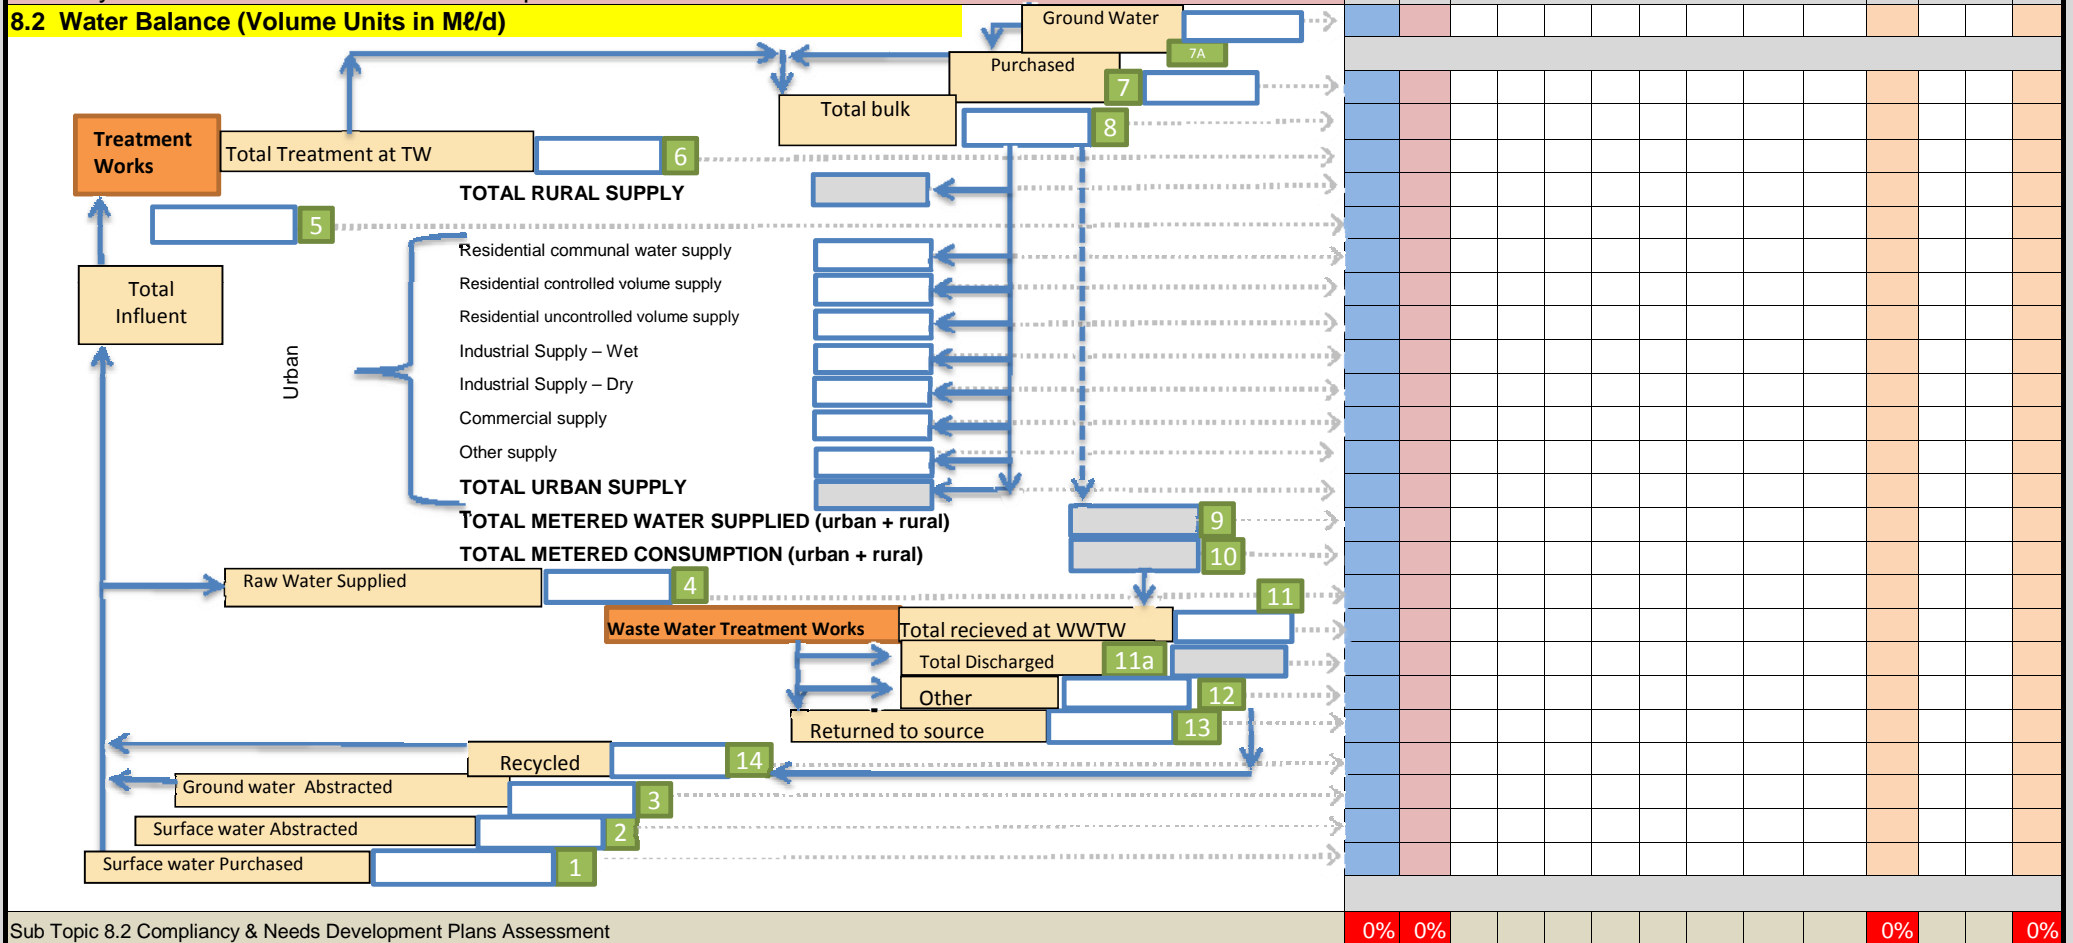 8.2 Water Balance (Volume Units in Mℓ/d)
Ground Water
7A
Purchased
7
Total bulk
8
Treatment
Works
Total Treatment at TW
6
TOTAL RURAL SUPPLY
5
Residential communal water supply
Residential controlled volume supply
Residential uncontrolled volume supply
Industrial Supply – Wet
Industrial Supply – Dry
Commercial supply
Other supply
TOTAL URBAN SUPPLY
Total
Influent
Urban
TOTAL METERED WATER SUPPLIED (urban + rural)
9
TOTAL METERED CONSUMPTION (urban + rural)
10
Raw Water Supplied
4
11
Waste Water Treatment Works
Total recieved at WWTW
Total Discharged
11a
Other
12
Returned to source
13
Recycled
14
Ground water Abstracted
3
Surface water Abstracted
2
Surface water Purchased
1
Sub Topic 8.2 Compliancy & Needs Development Plans Assessment
0% 0% 0% 0%